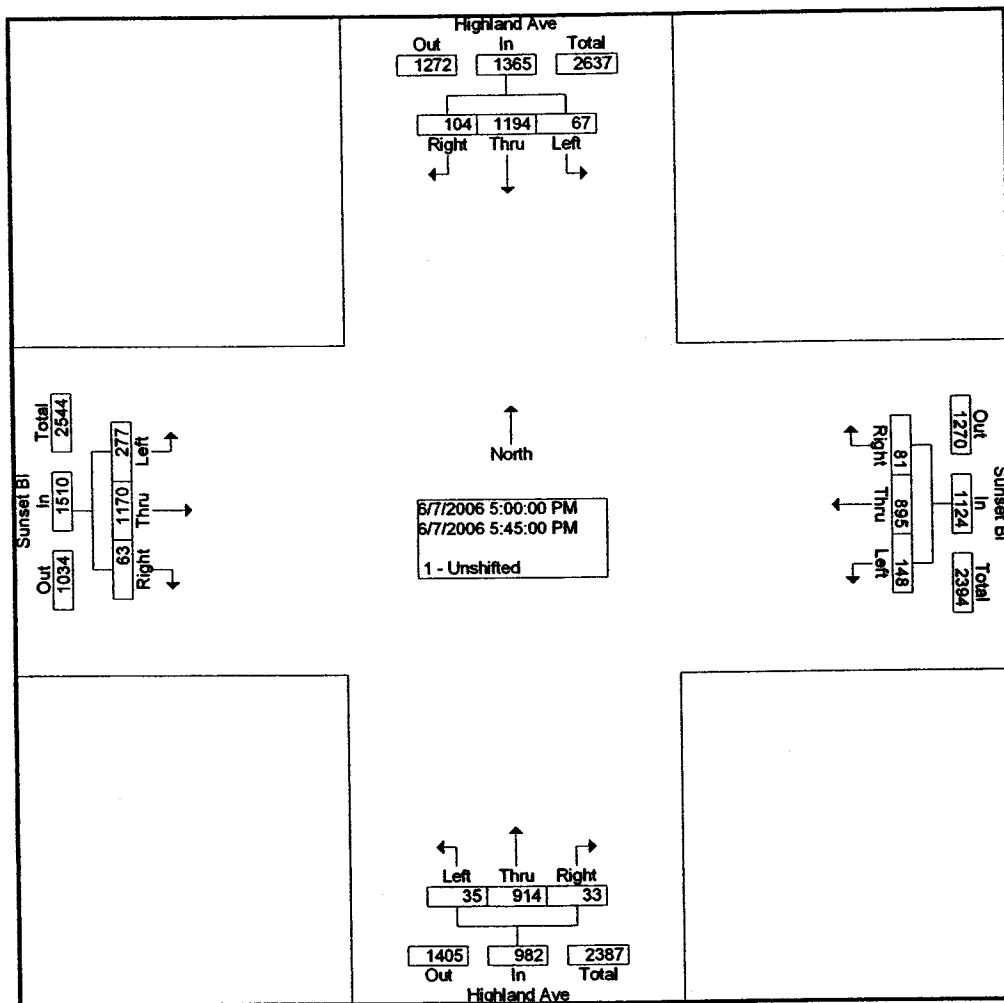 Highland Ave
Out In Total
1272 1365 2637
104 1194 67
Right Thru Left
Total
2544
In
1510
Out
1034
Sunset Bl
277
Left
1170
Thru
63
Right
North
6/7/2006 5:00:00 PM
6/7/2006 5:45:00 PM
1 - Unshifted
Right
81
Thru
895
Left
148
Out
1270
In
1124
Total
2394
Sunset Bl
Left Thru Right
35 914 33
1405 982 2387
Out In Total
Highland Ave